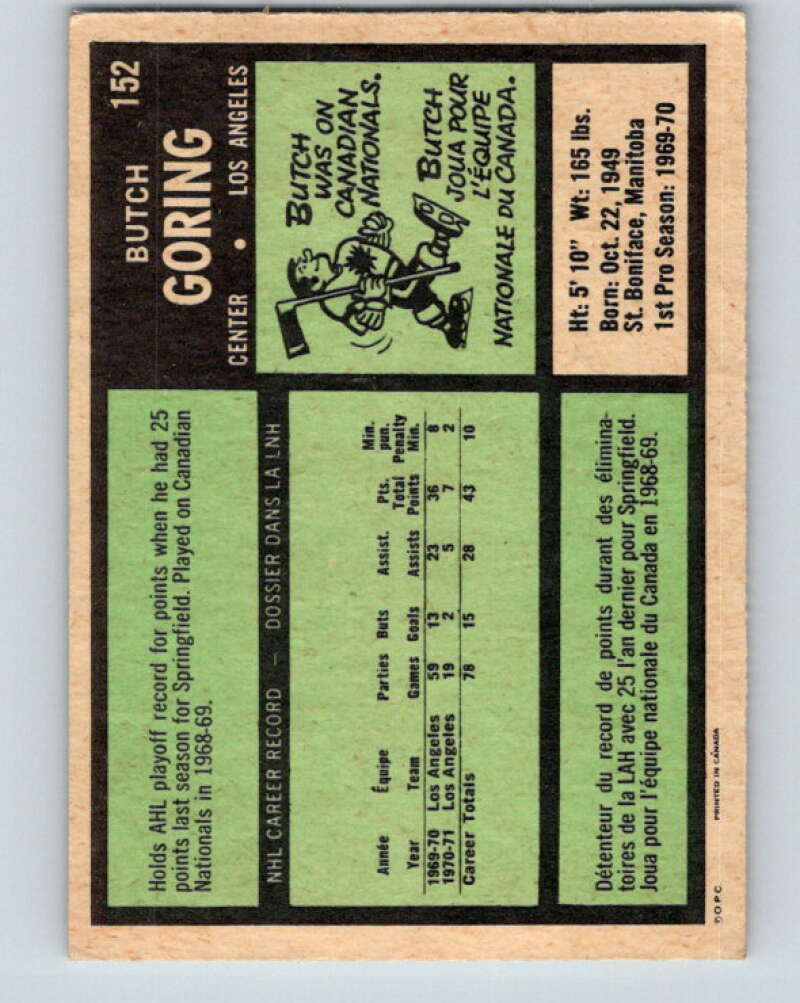 BUTCH 152
GORING
CENTER • LOS ANGELES
Holds AHL playoff record for points when he had 25
points last season for Springfield. Played on Canadian
Nationals in 1968-69.
BUTCH
WAS ON
CANADIAN
NATIONALS.
BUTCH
JOUA POUR
L'ÉQUIPE
NATIONALE DU CANADA.
NHL CAREER RECORD — DOSSIER DANS LA LNH
Min.
Pts. pun.
Année Équipe Parties Buts Assist. Total Penalty
Year Team Games Goals Assists Points Min.
1969-70 Los Angeles 59 13 23 36 8
1970-71 Los Angeles 19 2 5 7 2
Career Totals 78 15 28 43 10
Ht: 5' 10" Wt: 165 lbs.
Born: Oct. 22, 1949
St. Boniface, Manitoba
1st Pro Season: 1969-70
Détenteur du record de points durant des élimina-
toires de la LAH avec 25 l'an dernier pour Springfield.
Joua pour l'équipe nationale du Canada en 1968-69.
© O P C PRINTED IN CANADA